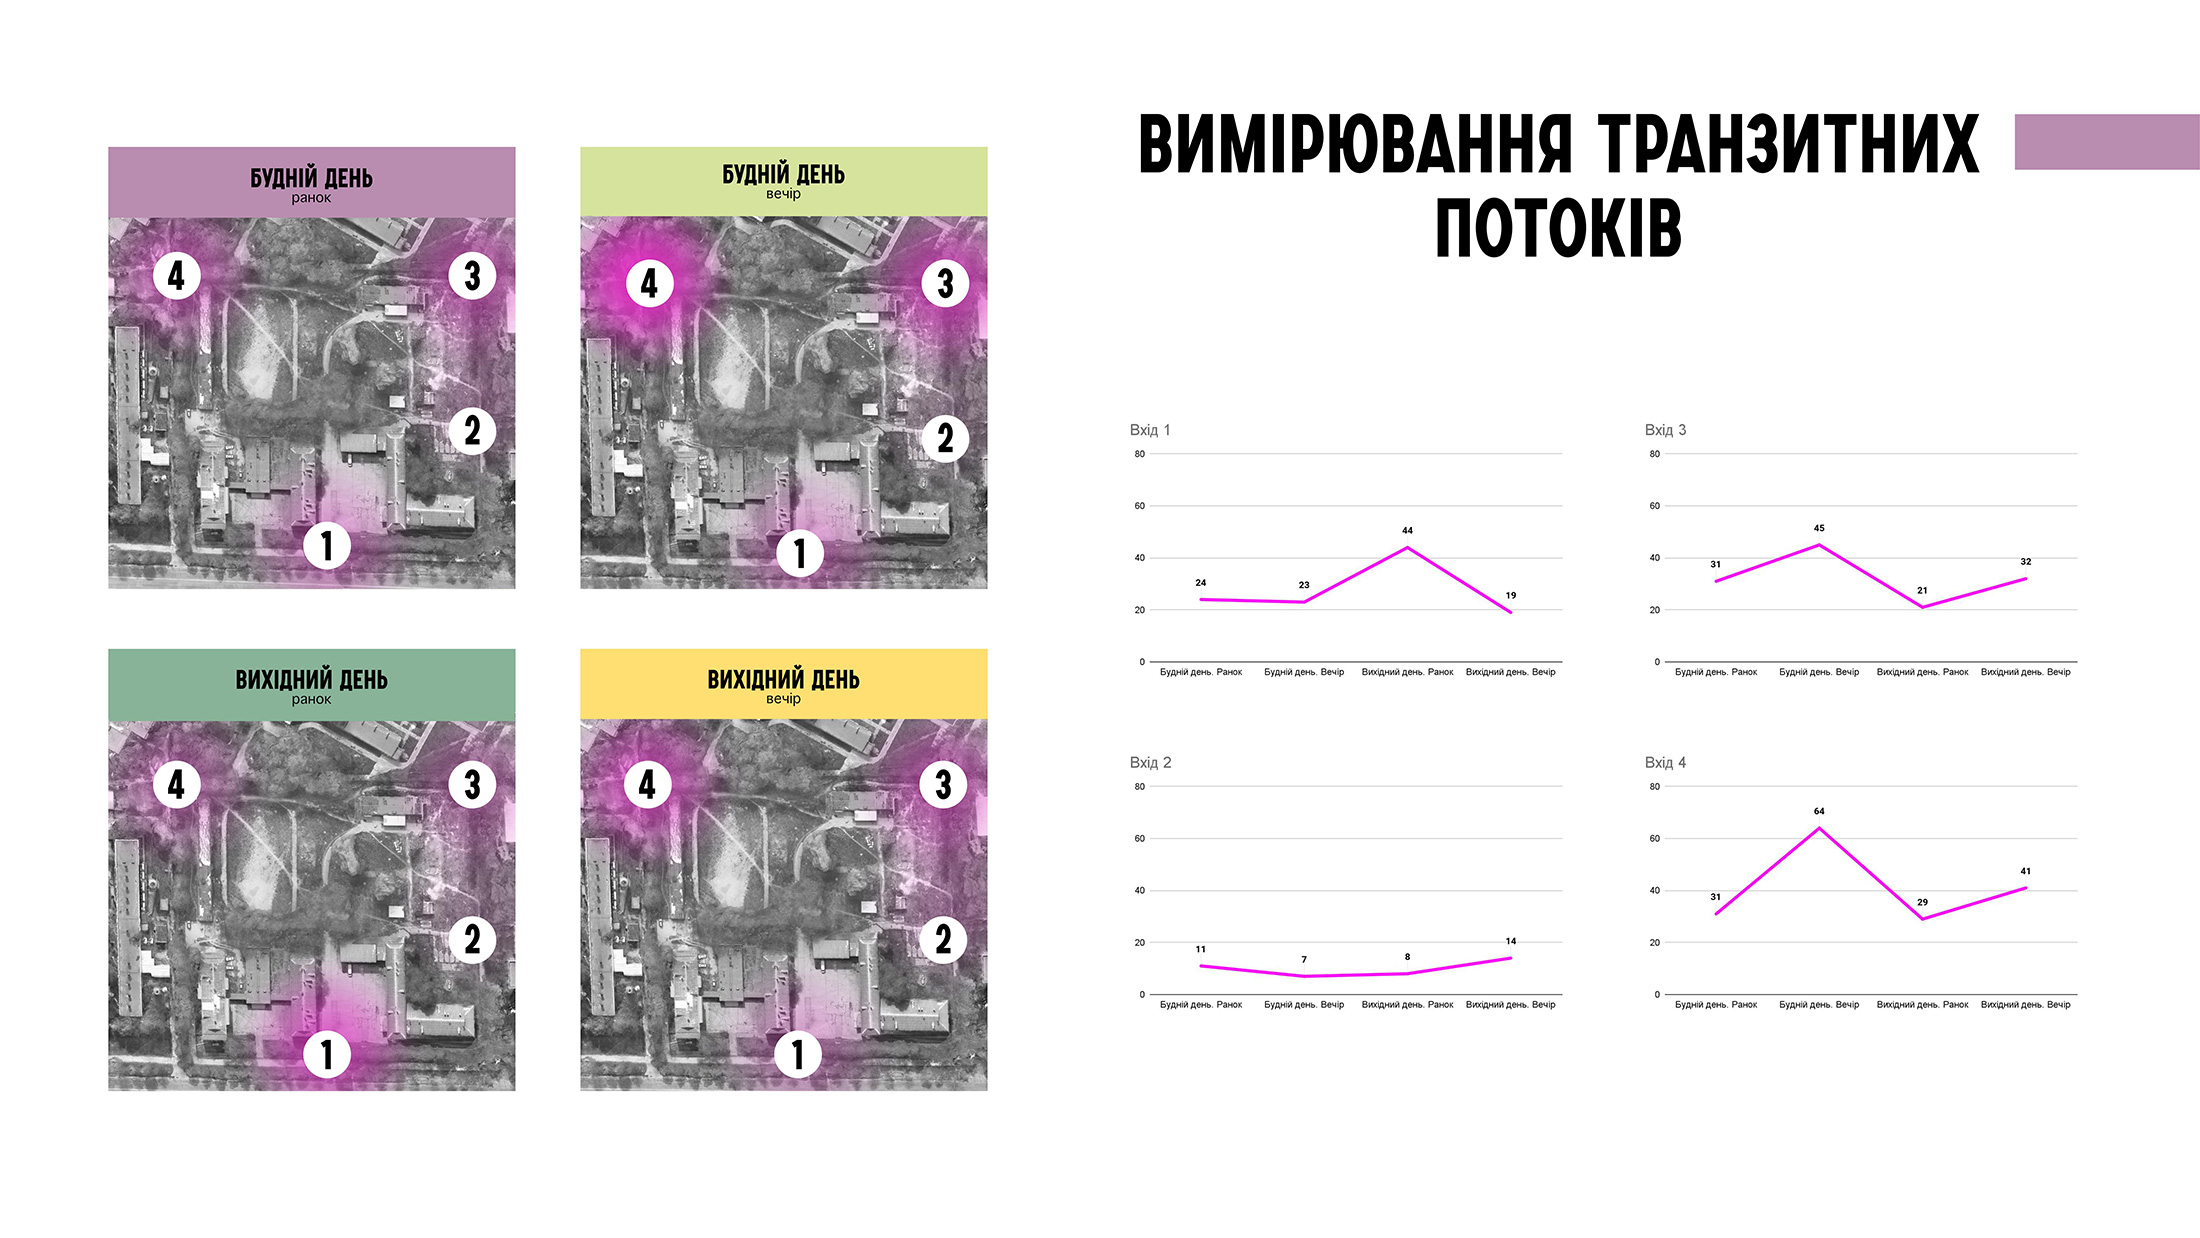 ВИМІРЮВАННЯ ТРАНЗИТНИХ
ПОТОКІВ
БУДНІЙ ДЕНЬ
ранок
4
3
2
1
БУДНІЙ ДЕНЬ
вечір
4
3
2
1
ВИХІДНИЙ ДЕНЬ
ранок
4
3
2
1
ВИХІДНИЙ ДЕНЬ
вечір
4
3
2
1
Вхід 1
80
60
40
20
0
24
23
44
19
Будній день. Ранок
Будній день. Вечір
Вихідний день. Ранок
Вихідний день. Вечір
Вхід 3
80
60
40
20
0
31
45
21
32
Будній день. Ранок
Будній день. Вечір
Вихідний день. Ранок
Вихідний день. Вечір
Вхід 2
80
60
40
20
0
11
7
8
14
Будній день. Ранок
Будній день. Вечір
Вихідний день. Ранок
Вихідний день. Вечір
Вхід 4
80
60
40
20
0
31
64
29
41
Будній день. Ранок
Будній день. Вечір
Вихідний день. Ранок
Вихідний день. Вечір